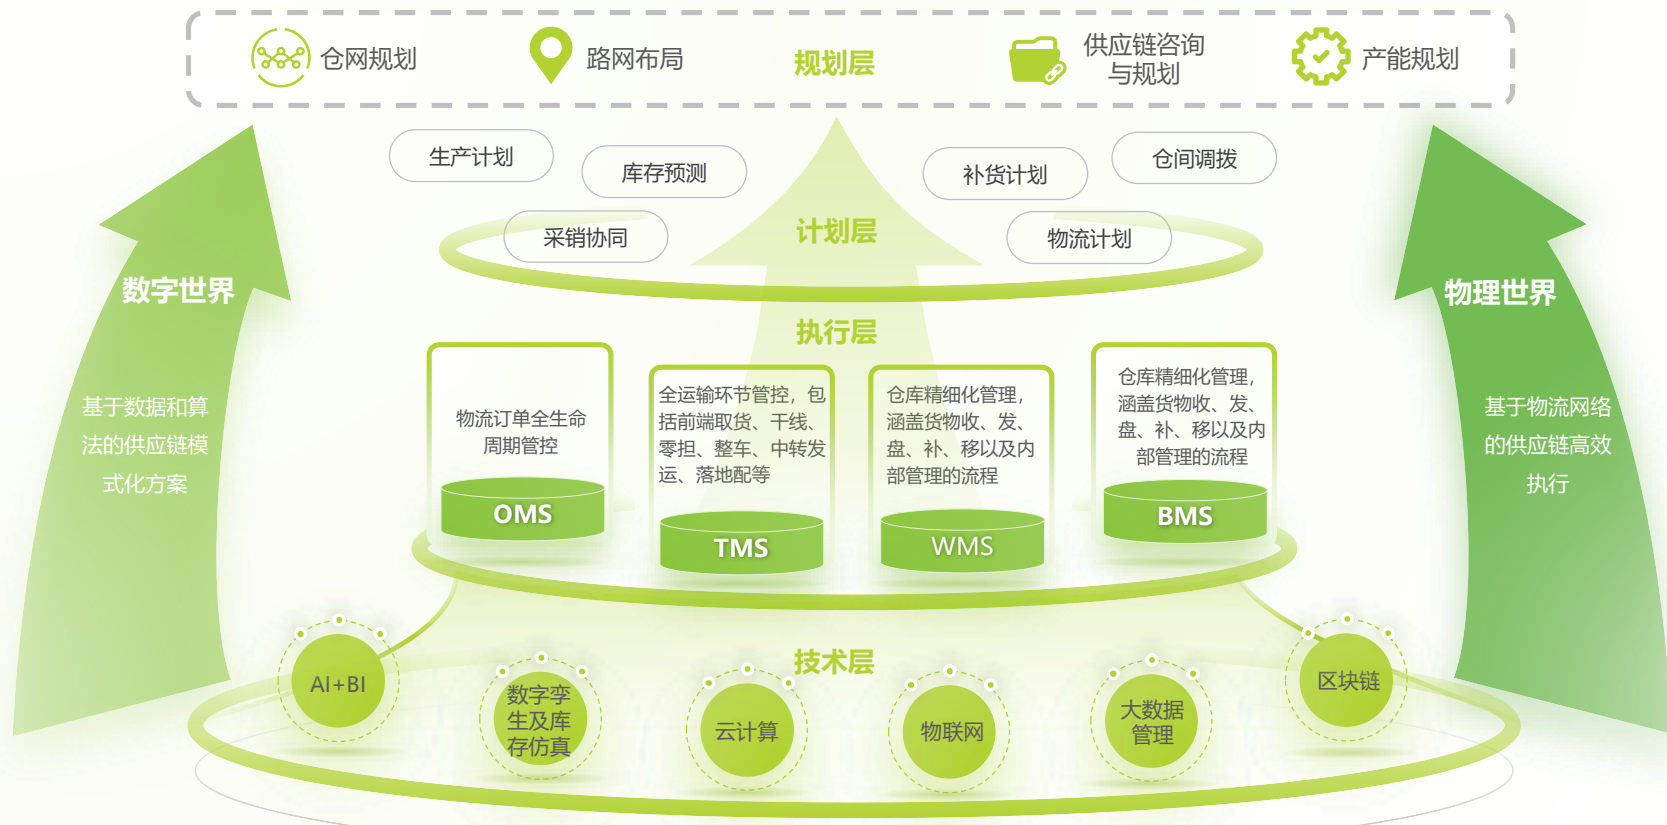 仓网规划
路网布局
规划层
供应链咨询
与规划
产能规划
生产计划
库存预测
补货计划
仓间调拨
采销协同
计划层
物流计划
数字世界
物理世界
执行层
基于数据和算
法的供应链模
式化方案
物流订单全生命
周期管控
OMS
全运输环节管控，包
括前端取货、干线、
零担、整车、中转发
运、落地配等
TMS
仓库精细化管理，
涵盖货物收、发、
盘、补、移以及内
部管理的流程
WMS
仓库精细化管理，
涵盖货物收、发、
盘、补、移以及内
部管理的流程
BMS
基于物流网络
的供应链高效
执行
技术层
AI+BI
数字孪
生及库
存仿真
云计算
物联网
大数据
管理
区块链